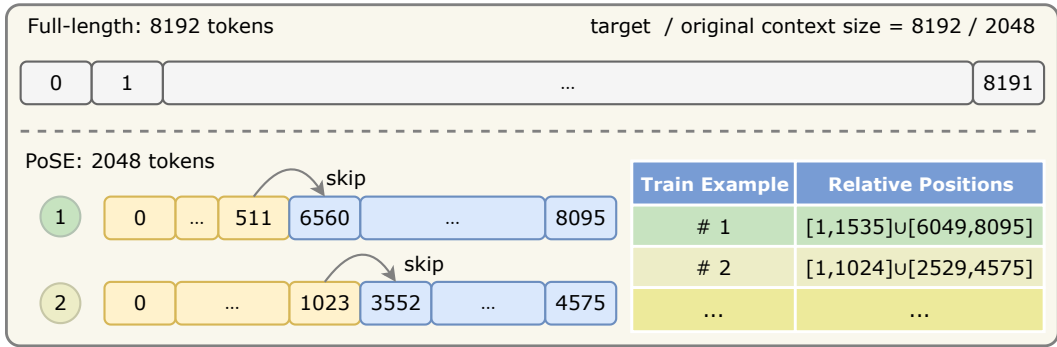 Full-length: 8192 tokens
target / original context size = 8192 / 2048
0 1 ... 8191
PoSE: 2048 tokens
skip
1 0 ... 511 6560 ... 8095
skip
2 0 ... 1023 3552 ... 4575
Train Example Relative Positions
# 1 [1,1535]∪[6049,8095]
# 2 [1,1024]∪[2529,4575]
... ...